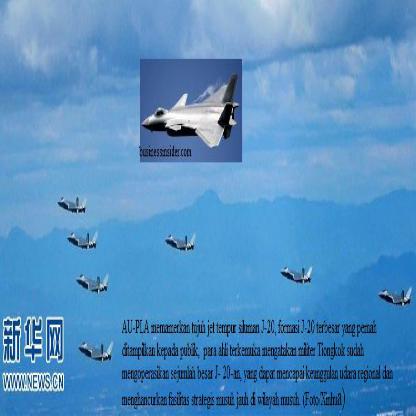 businessinsider.com
AU-PLA memamerkan tujuh jet tempur siluman J-20, formasi J-20 terbesar yang pernah
ditampilkan kepada publik, para ahli terkemuka mengatakan militer Tiongkok sudah
mengoperasikan sejumlah besar J- 20-an, yang dapat mencapai keunggulan udara regional dan
menghancurkan fasilitas strategis musuh jauh di wilayah musuh. (Foto-Xinhua8)
新华网
WWW.NEWS.CN